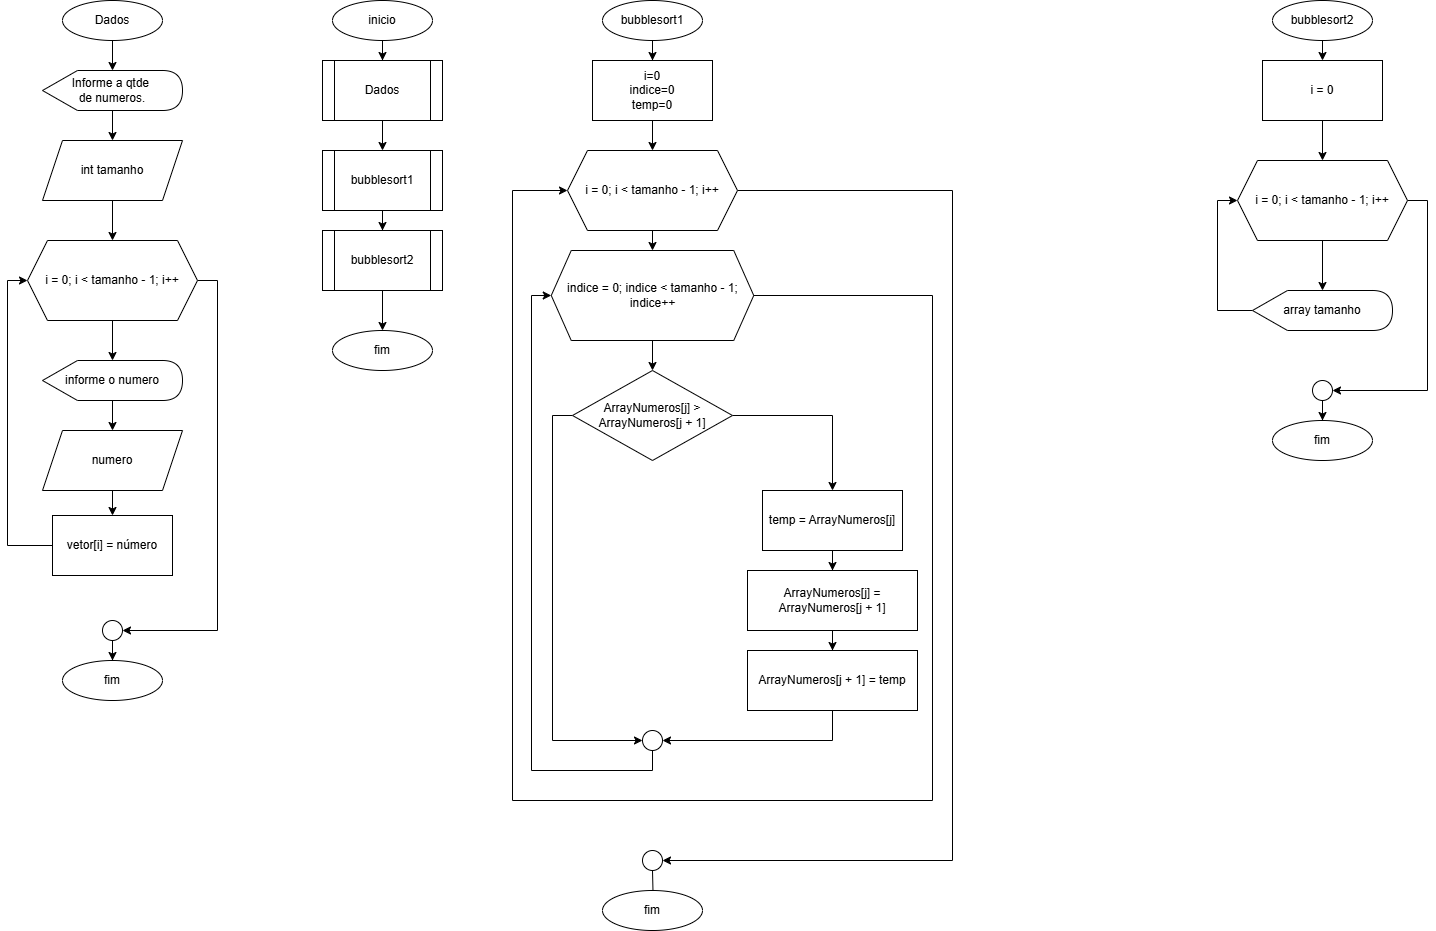 Dados
Informe a qtde
de numeros.
int tamanho
i = 0; i < tamanho - 1; i++
informe o numero
numero
vetor[i] = número
fim
inicio
Dados
bubblesort1
bubblesort2
fim
bubblesort1
i=0
indice=0
temp=0
i = 0; i < tamanho - 1; i++
indice = 0; indice < tamanho - 1;
indice++
ArrayNumeros[j] >
ArrayNumeros[j + 1]
temp = ArrayNumeros[j]
ArrayNumeros[j] =
ArrayNumeros[j + 1]
ArrayNumeros[j + 1] = temp
fim
bubblesort2
i = 0
i = 0; i < tamanho - 1; i++
array tamanho
fim